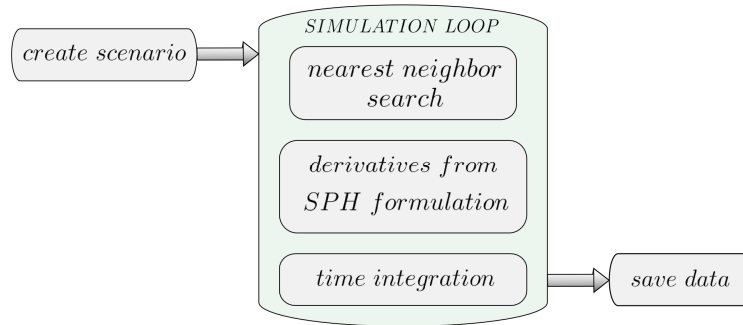 SIMULATION LOOP
create scenario
nearest neighbor
search
derivatives from
SPH formulation
time integration
save data